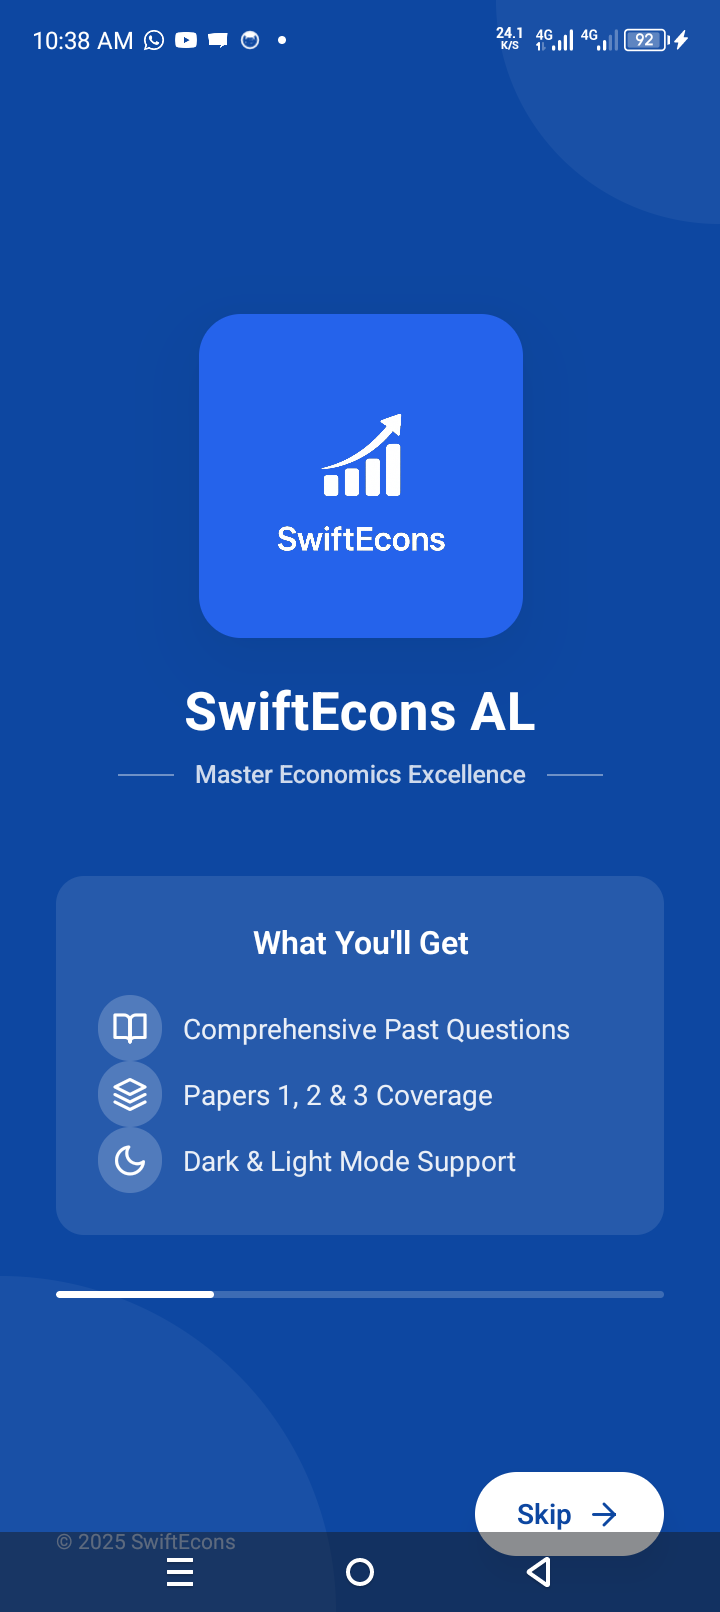 10:38 AM
24.1
K/S
4G
4G
92
SwiftEcons
SwiftEcons AL
Master Economics Excellence
What You'll Get
Comprehensive Past Questions
Papers 1, 2 & 3 Coverage
Dark & Light Mode Support
Skip
© 2025 SwiftEcons